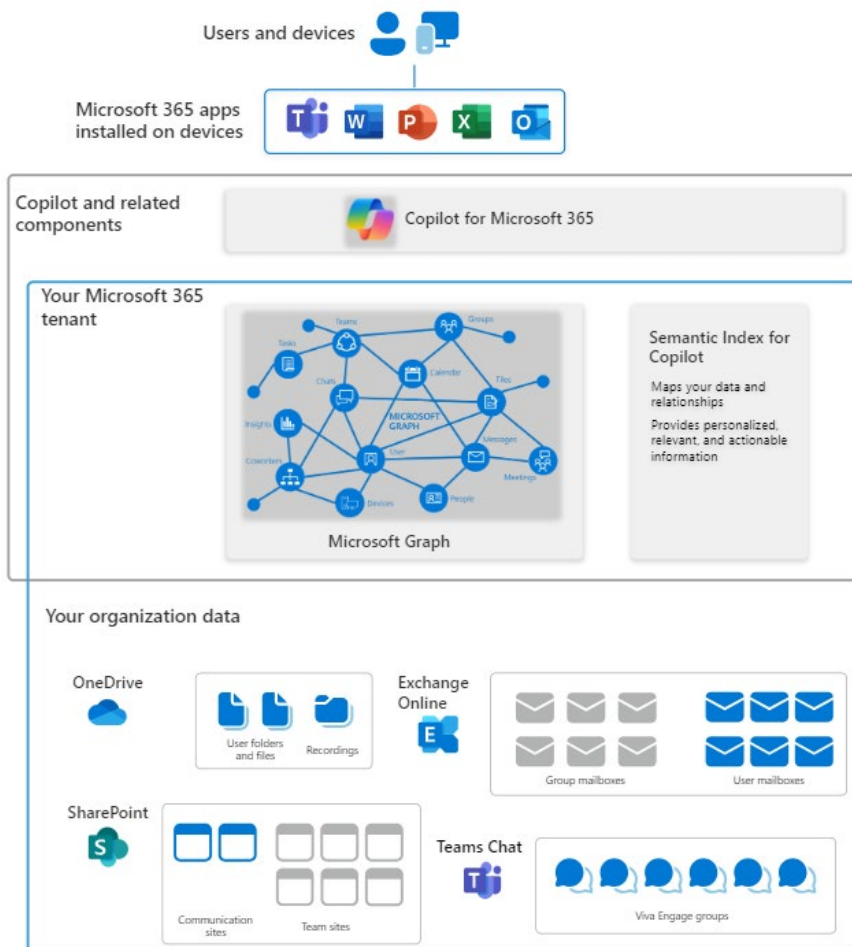 Users and devices
Microsoft 365 apps
installed on devices
T
W
P
X
O
Copilot and related
components
Copilot for Microsoft 365
Your Microsoft 365
tenant
Teams
Groups
Tasks
Calendar
Chats
Files
MICROSOFT
GRAPH
Insights
Messages
User
Coworkers
Meetings
Devices
People
Microsoft Graph
Semantic Index for
Copilot
Maps your data and
relationships
Provides personalized,
relevant, and actionable
information
Your organization data
OneDrive
User folders
and files
Recordings
Exchange
Online
E
Group mailboxes
User mailboxes
SharePoint
S
Communication
sites
Team sites
Teams Chat
T
Viva Engage groups